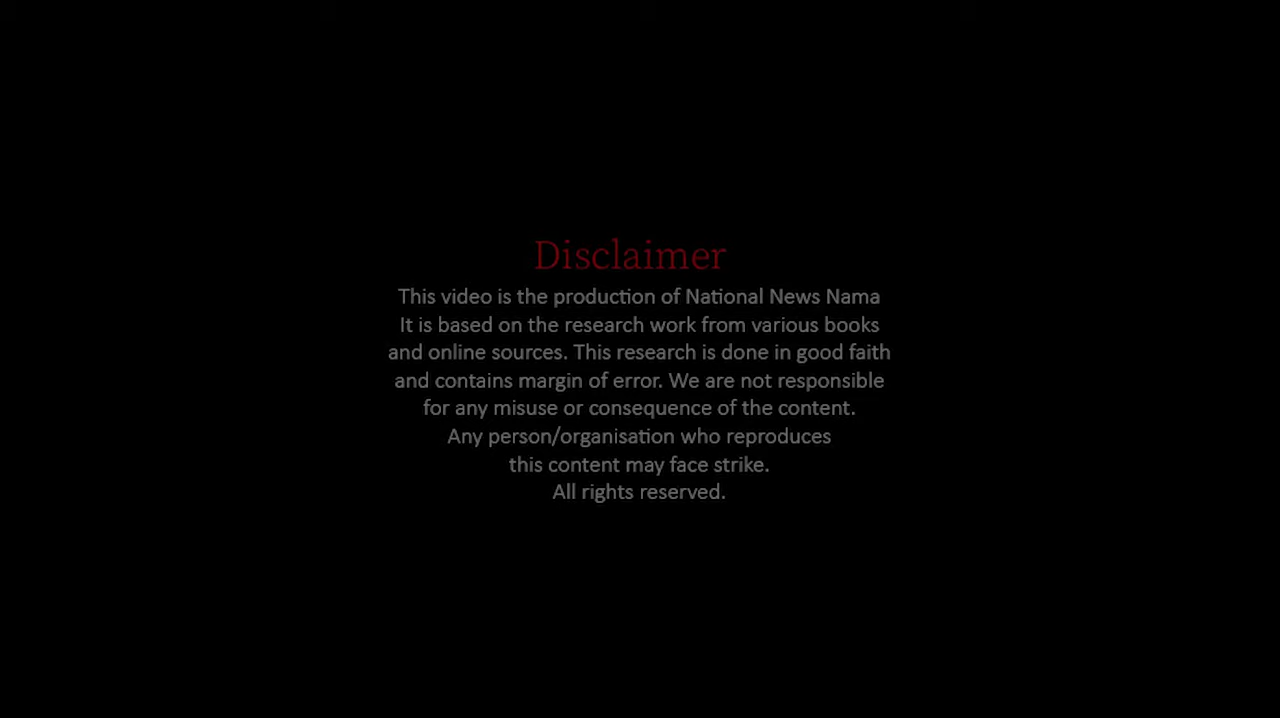 Disclaimer
This video is the production of National News Nama
It is based on the research work from various books
and online sources. This research is done in good faith
and contains margin of error. We are not responsible
for any misuse or consequence of the content.
Any person/organisation who reproduces
this content may face strike.
All rights reserved.